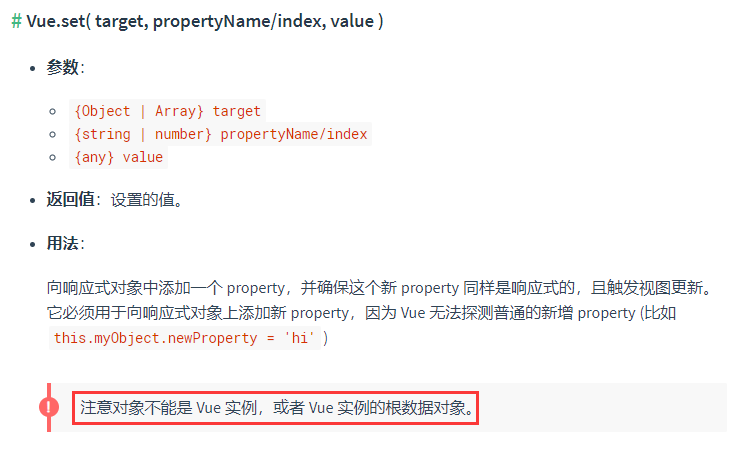 # Vue.set( target, propertyName/index, value )
参数：
{Object | Array} target
{string | number} propertyName/index
{any} value
返回值：设置的值。
用法：
向响应式对象中添加一个 property，并确保这个新 property 同样是响应式的，且触发视图更新。
它必须用于向响应式对象上添加新 property，因为 Vue 无法探测普通的新增 property (比如
this.myObject.newProperty = 'hi' )
!
注意对象不能是 Vue 实例，或者 Vue 实例的根数据对象。